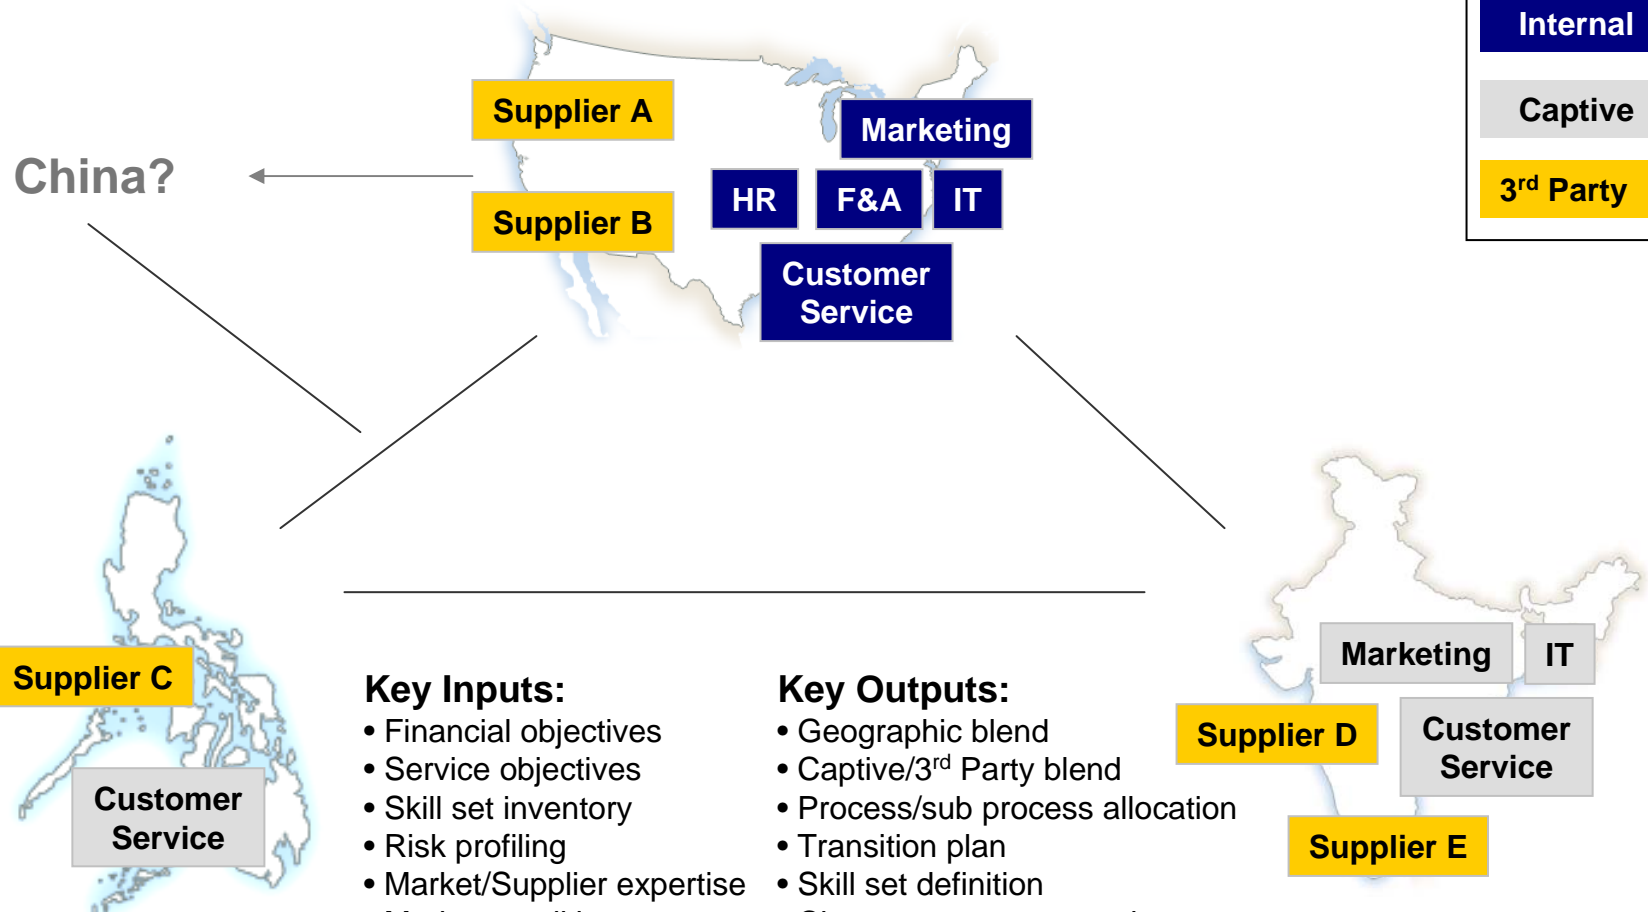 Internal
Captive
3rd Party
Supplier A
Marketing
China?
HR
F&A
IT
Supplier B
Customer
Service
Supplier C
Customer
Service
Key Inputs:
• Financial objectives
• Service objectives
• Skill set inventory
• Risk profiling
• Market/Supplier expertise
Key Outputs:
• Geographic blend
• Captive/3rd Party blend
• Process/sub process allocation
• Transition plan
• Skill set definition
Marketing
IT
Supplier D
Customer
Service
Supplier E